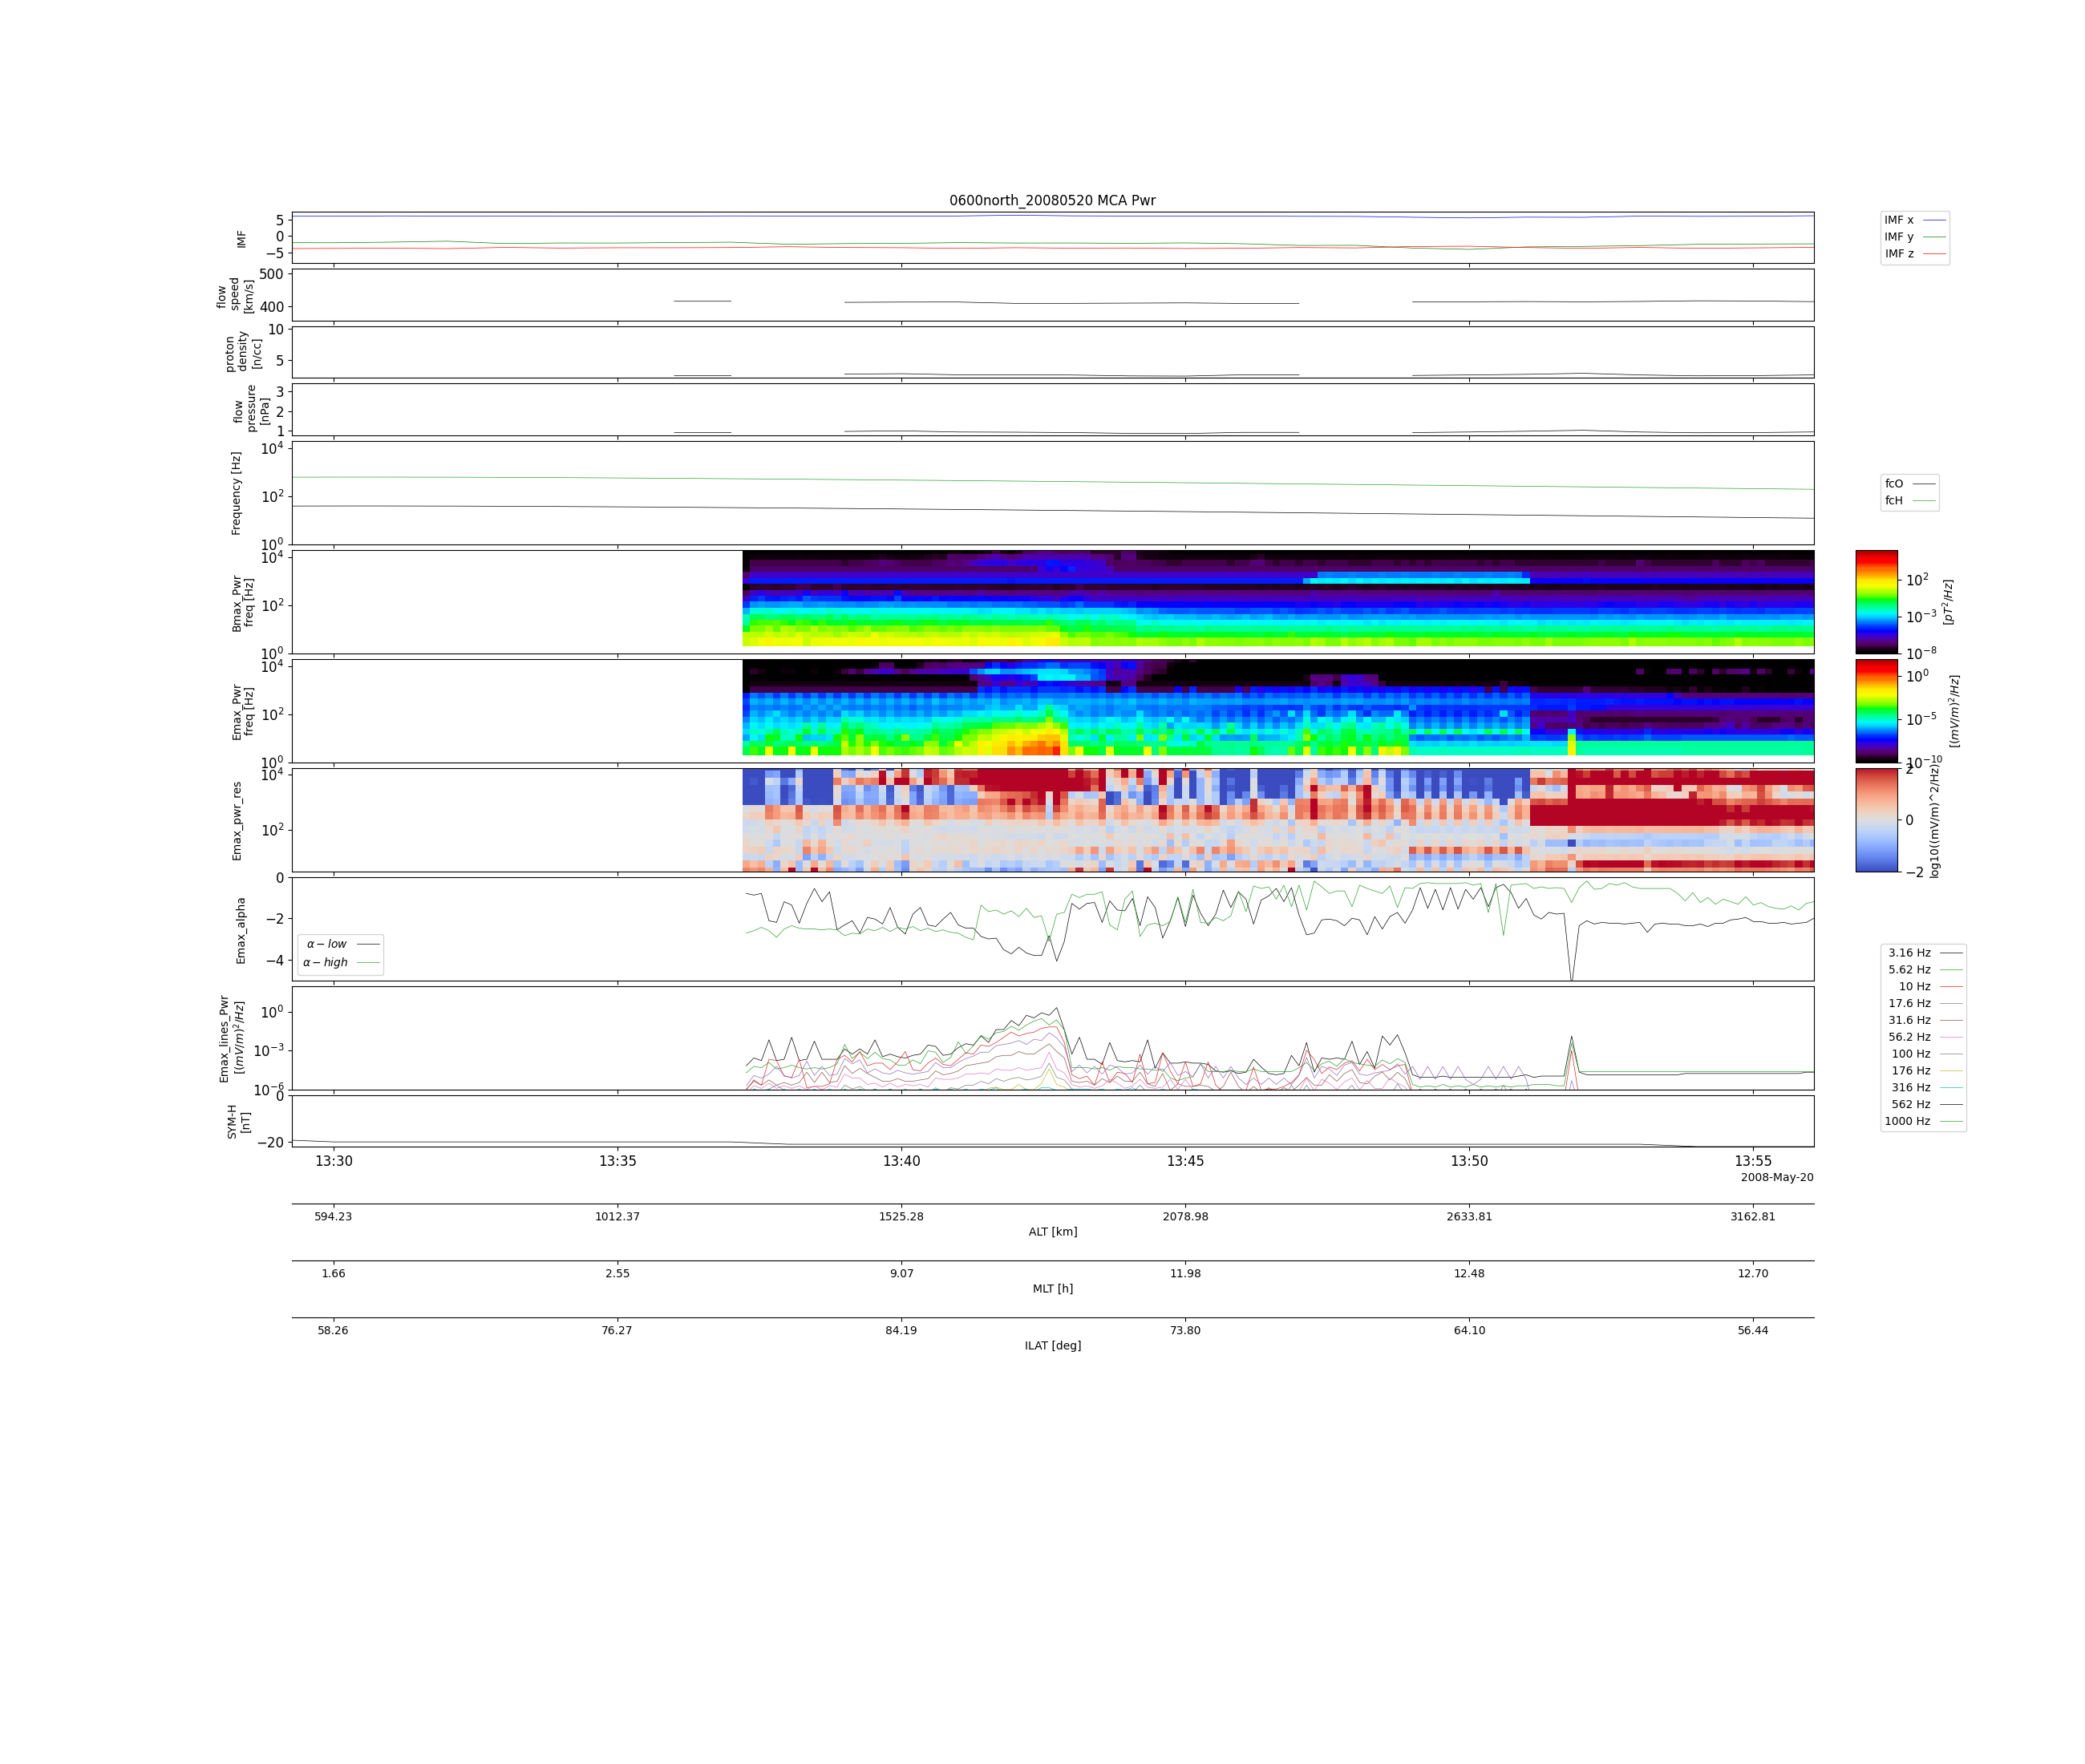 0600north_20080520 MCA Pwr
IMF
5
0
−5
IMF x
IMF y
IMF z
flow
speed
[km/s]
500
400
proton
density
[n/cc]
10
5
flow
pressure
[nPa]
3
2
1
Frequency [Hz]
10^4
10^2
10^0
fcO
fcH
Bmax_Pwr
freq [Hz]
10^4
10^2
10^0
10^2
10^−3
10^−8
[pT^2/Hz]
Emax_Pwr
freq [Hz]
10^4
10^2
10^0
10^0
10^−5
10^−10
[(mV/m)^2/Hz]
Emax_pwr_res
10^4
10^2
2
0
−2
log10((mV/m)^2/Hz)
Emax_alpha
0
−2
−4
α − low
α − high
Emax_lines_Pwr
[(mV/m)^2/Hz]
10^0
10^−3
10^−6
3.16 Hz
5.62 Hz
10 Hz
17.6 Hz
31.6 Hz
56.2 Hz
100 Hz
176 Hz
316 Hz
562 Hz
1000 Hz
SYM-H
[nT]
0
−20
13:30 13:35 13:40 13:45 13:50 13:55
2008-May-20
594.23 1012.37 1525.28 2078.98 2633.81 3162.81
ALT [km]
1.66 2.55 9.07 11.98 12.48 12.70
MLT [h]
58.26 76.27 84.19 73.80 64.10 56.44
ILAT [deg]